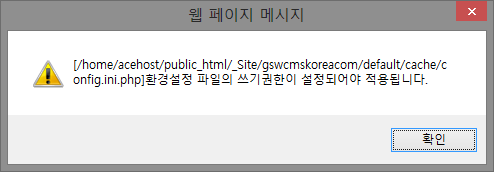 웹 페이지 메시지
[/home/acehost/public_html/_Site/gswcmskoreacom/default/cache/c
onfig.ini.php]환경설정 파일의 쓰기권한이 설정되어야 적용됩니다.
확인